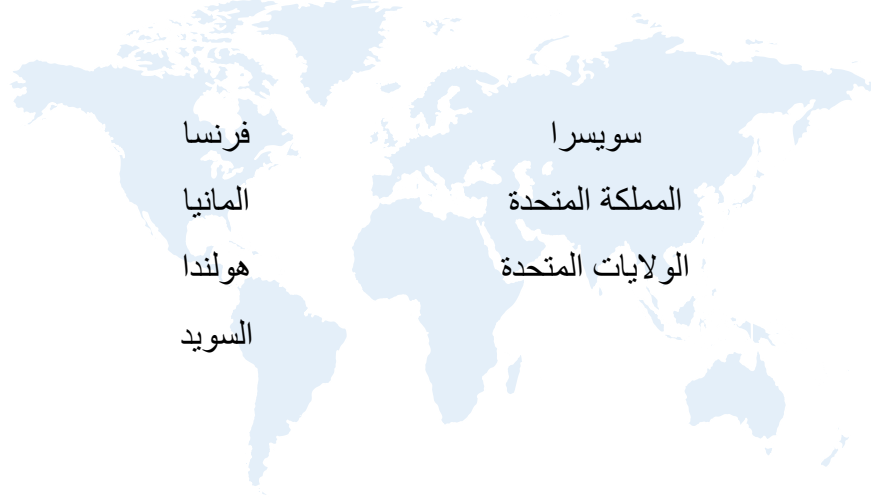 سويسرا
المملكة المتحدة
الولايات المتحدة
فرنسا
المانيا
هولندا
السويد